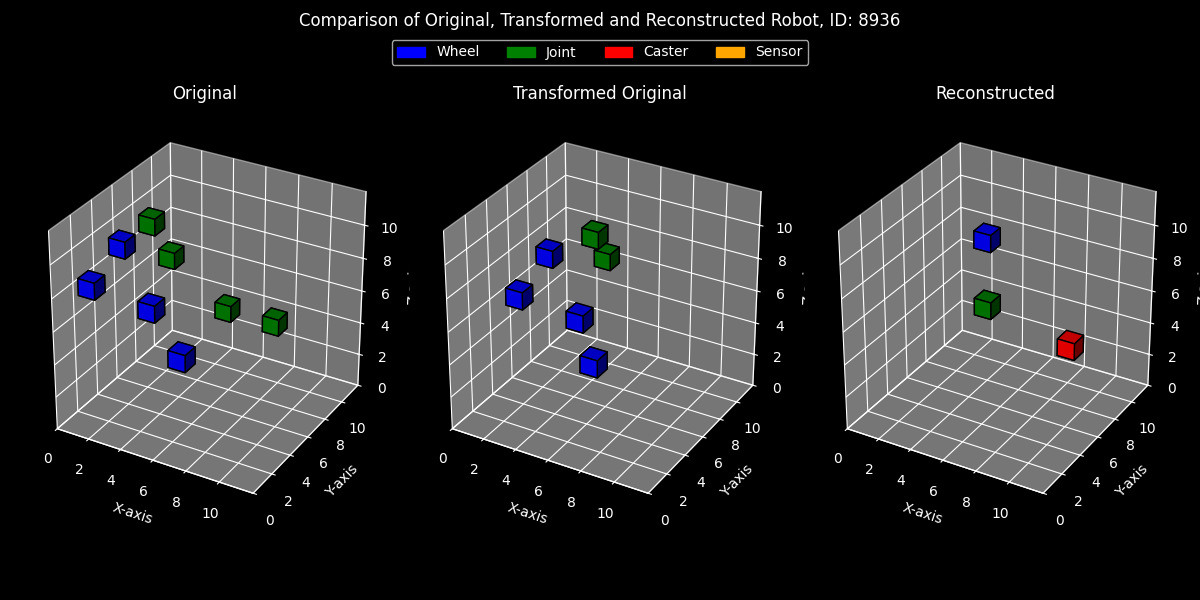 Comparison of Original, Transformed and Reconstructed Robot, ID: 8936
Wheel Joint Caster Sensor
Original Transformed Original Reconstructed
10 10 10
8 8 8
6 6 6
4 4 4
2 2 2
0 0 0
0 2 4 6 8 10 0 2 4 6 8 10 0 2 4 6 8 10
0 2 4 6 8 10 0 2 4 6 8 10 0 2 4 6 8 10
X-axis Y-axis X-axis Y-axis X-axis Y-axis